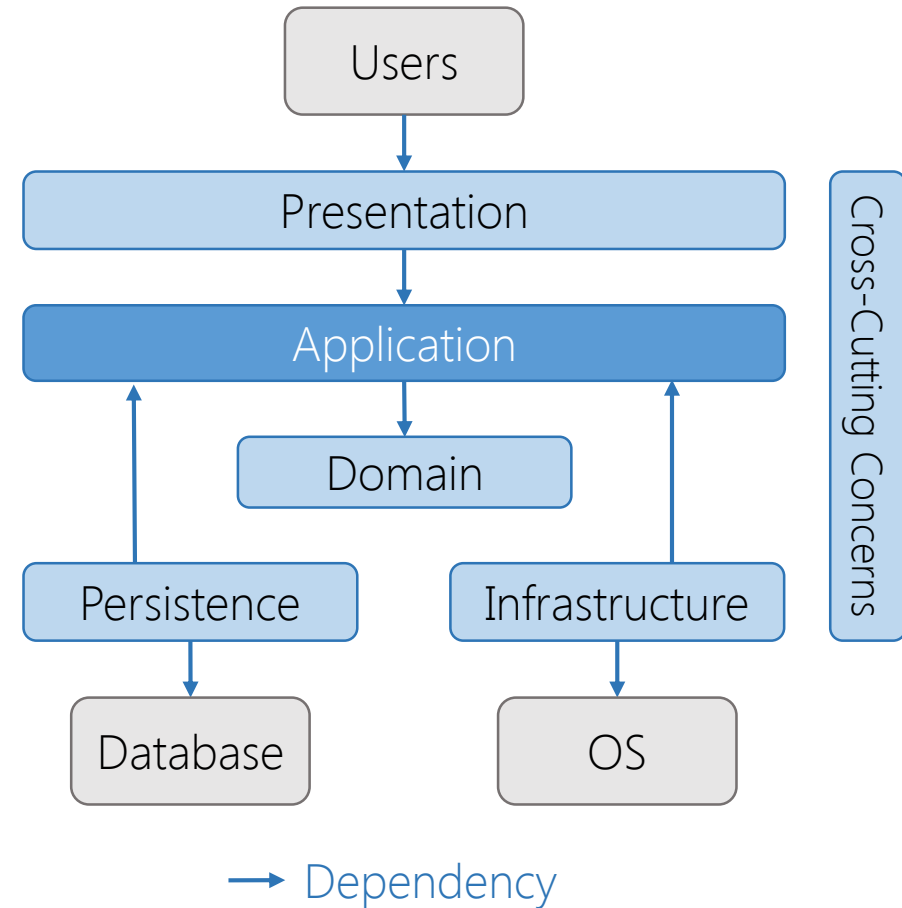 Users
Presentation
Application
Domain
Persistence
Infrastructure
Database
OS
Cross-Cutting Concerns
Dependency